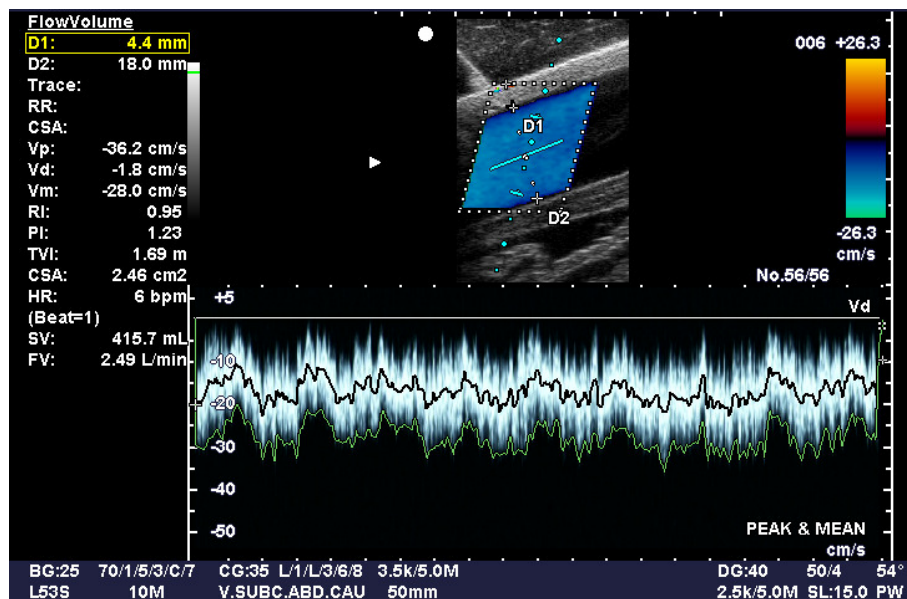 FlowVolume
D1: 4.4 mm
D2: 18.0 mm
Trace:
RR:
CSA:
Vp: -36.2 cm/s
Vd: -1.8 cm/s
Vm: -28.0 cm/s
RI: 0.95
PI: 1.23
TVI: 1.69 m
CSA: 2.46 cm2
HR: 6 bpm
(Beat=1)
SV: 415.7 mL
FV: 2.49 L/min
D1
D2
006 +26.3
-26.3
cm/s
No.56/56
+5
Vd
-10
-20
-30
-40
-50
PEAK & MEAN
cm/s
BG:25 70/1/5/3/C/7 CG:35 L/1/L/3/6/8 3.5k/5.0M DG:40 50/4 54°
L53S 10M V.SUBC.ABD.CAU 50mm 2.5k/5.0M SL:15.0 PW